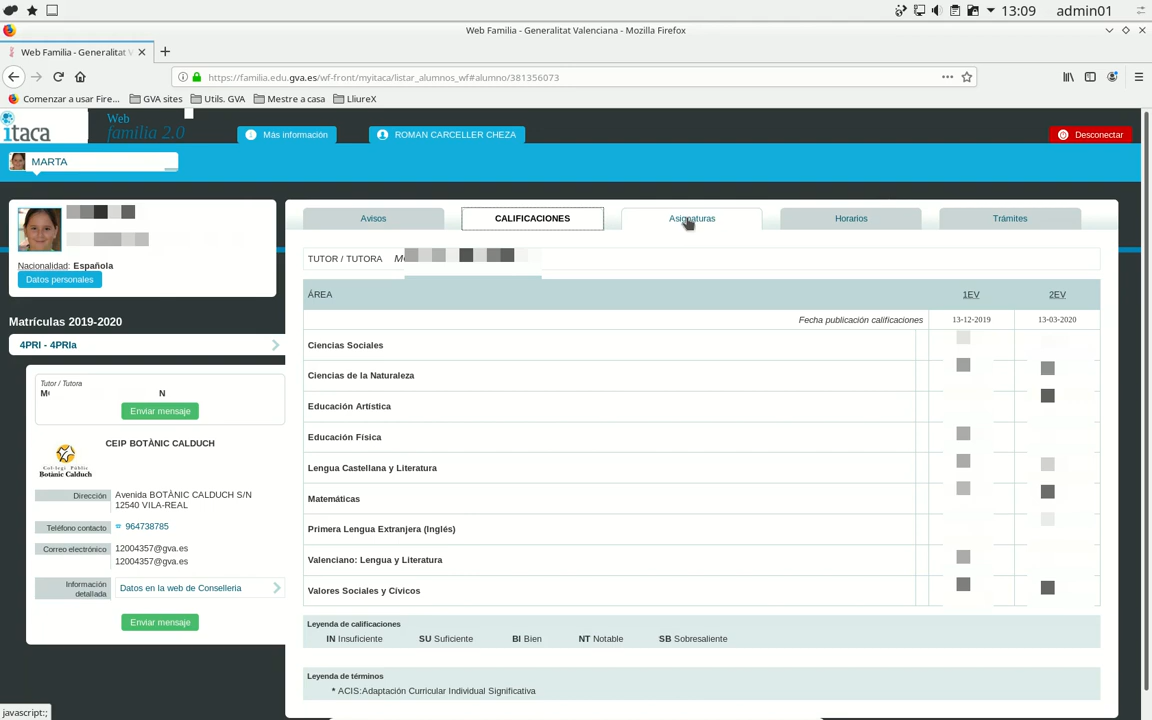 13:09 admin01
Web Familia - Generalitat Valenciana - Mozilla Firefox
Web Familia - Generalitat V
https://familia.edu.gva.es/wf-front/myitaca/listar_alumnos_wf#alumno/381356073
Comenzar a usar Fire... GVA sites Utils. GVA Mestre a casa LliureX
itaca
Web
familia 2.0
Más información
ROMAN CARCELLER CHEZA
Desconectar
MARTA
Nacionalidad: Española
Datos personales
Matrículas 2019-2020
4PRI - 4PRIa
Tutor / Tutora
N
Enviar mensaje
CEIP BOTÀNIC CALDUCH
Col·legi Públic
Botànic Calduch
Dirección Avenida BOTÀNIC CALDUCH S/N
12540 VILA-REAL
Teléfono contacto 964738785
Correo electrónico 12004357@gva.es
12004357@gva.es
Información
detallada
Datos en la web de Conselleria
Enviar mensaje
javascript:;
Avisos CALIFICACIONES Asignaturas Horarios Trámites
TUTOR / TUTORA
ÁREA 1EV 2EV
Fecha publicación calificaciones 13-12-2019 13-03-2020
Ciencias Sociales
Ciencias de la Naturaleza
Educación Artística
Educación Física
Lengua Castellana y Literatura
Matemáticas
Primera Lengua Extranjera (Inglés)
Valenciano: Lengua y Literatura
Valores Sociales y Cívicos
Leyenda de calificaciones
IN Insuficiente SU Suficiente BI Bien NT Notable SB Sobresaliente
Leyenda de términos
* ACIS:Adaptación Curricular Individual Significativa